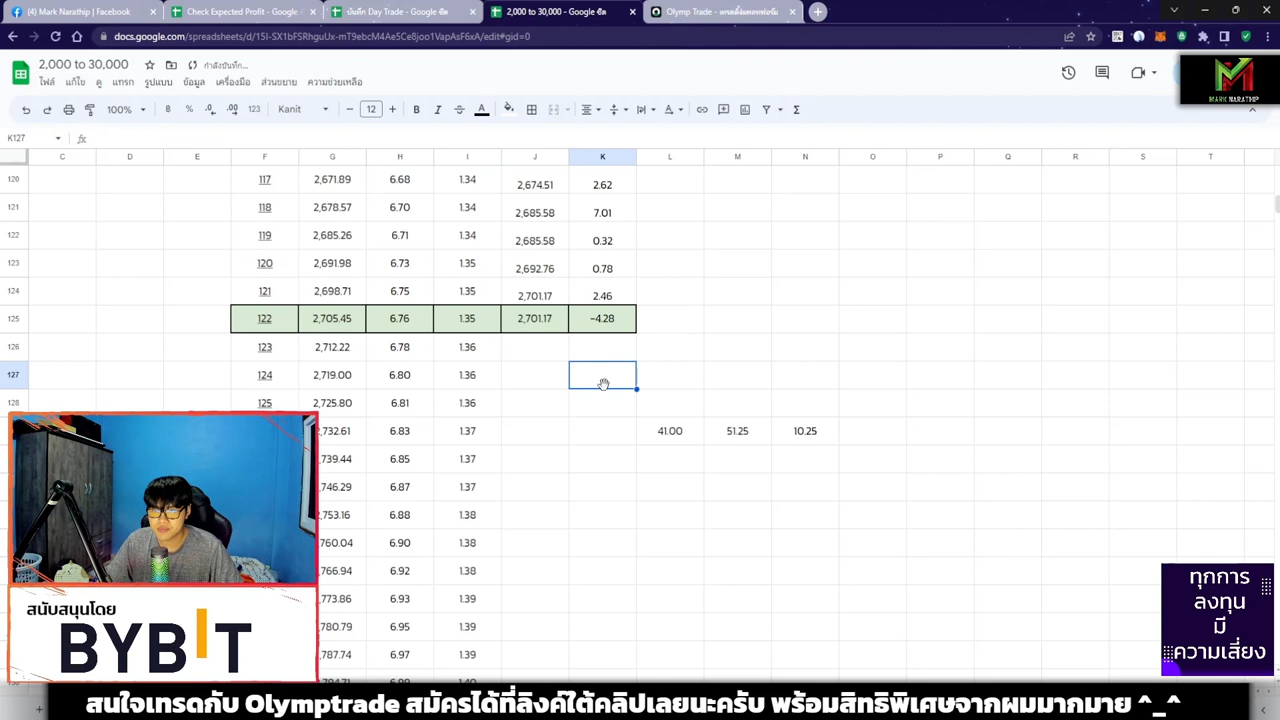 (4) Mark Narathip | Facebook
Check Expected Profit - Google
บันทึก Day Trade - Google ชีต
2,000 to 30,000 - Google ชีต
docs.google.com/spreadsheets/d/15I-SX1bFSRhguUx-mT9ebcM4Ae5Ce8joo1VapAsF6xA/edit#gid=0
2,000 to 30,000 กำลังบันทึก...
ไฟล์ แก้ไข ดู แทรก รูปแบบ ข้อมูล เครื่องมือ ส่วนขยาย ความช่วยเหลือ
100% % .0 .00 123 Kanit 12 B
MARK NARATHIP
K127 fx
C D E F G H I J K L M N O P Q R S T
120 117 2,671.89 6.68 1.34 2,674.51 2.62
121 118 2,678.57 6.70 1.34 2,685.58 7.01
122 119 2,685.26 6.71 1.34 2,685.58 0.32
123 120 2,691.98 6.73 1.35 2,692.76 0.78
124 121 2,698.71 6.75 1.35 2,701.17 2.46
125 122 2,705.45 6.76 1.35 2,701.17 -4.28
126 123 2,712.22 6.78 1.36
127 124 2,719.00 6.80 1.36
128 125 2,725.80 6.81 1.36
,732.61 6.83 1.37 41.00 51.25 10.25
,739.44 6.85 1.37
,746.29 6.87 1.37
,753.16 6.88 1.38
,760.04 6.90 1.38
,766.94 6.92 1.38
,773.86 6.93 1.39
,780.79 6.95 1.39
,787.74 6.97 1.39
สนับสนุนโดย
BYBIT
ทุกการ
ลงทุน
มี
ความเสี่ยง
สนใจเทรดกับ Olymptrade สมัครได้ที่ลิงค์ใต้คลิปเลยนะครับ พร้อมสิทธิพิเศษจากผมมากมาย ^_^